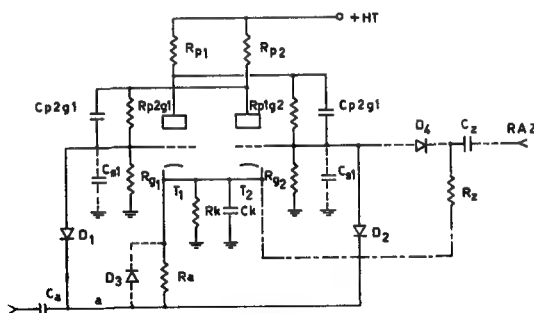 +HT
Rp1 Rp2
Cp2g1 Rp2g1 Rp1g2 Cp2g1
D4 Cz RAZ
Cs1 Rg1 Rg2 Cs1
T1 T2
Rk Ck Rz
D1 D2
D3 Ra
Ca a